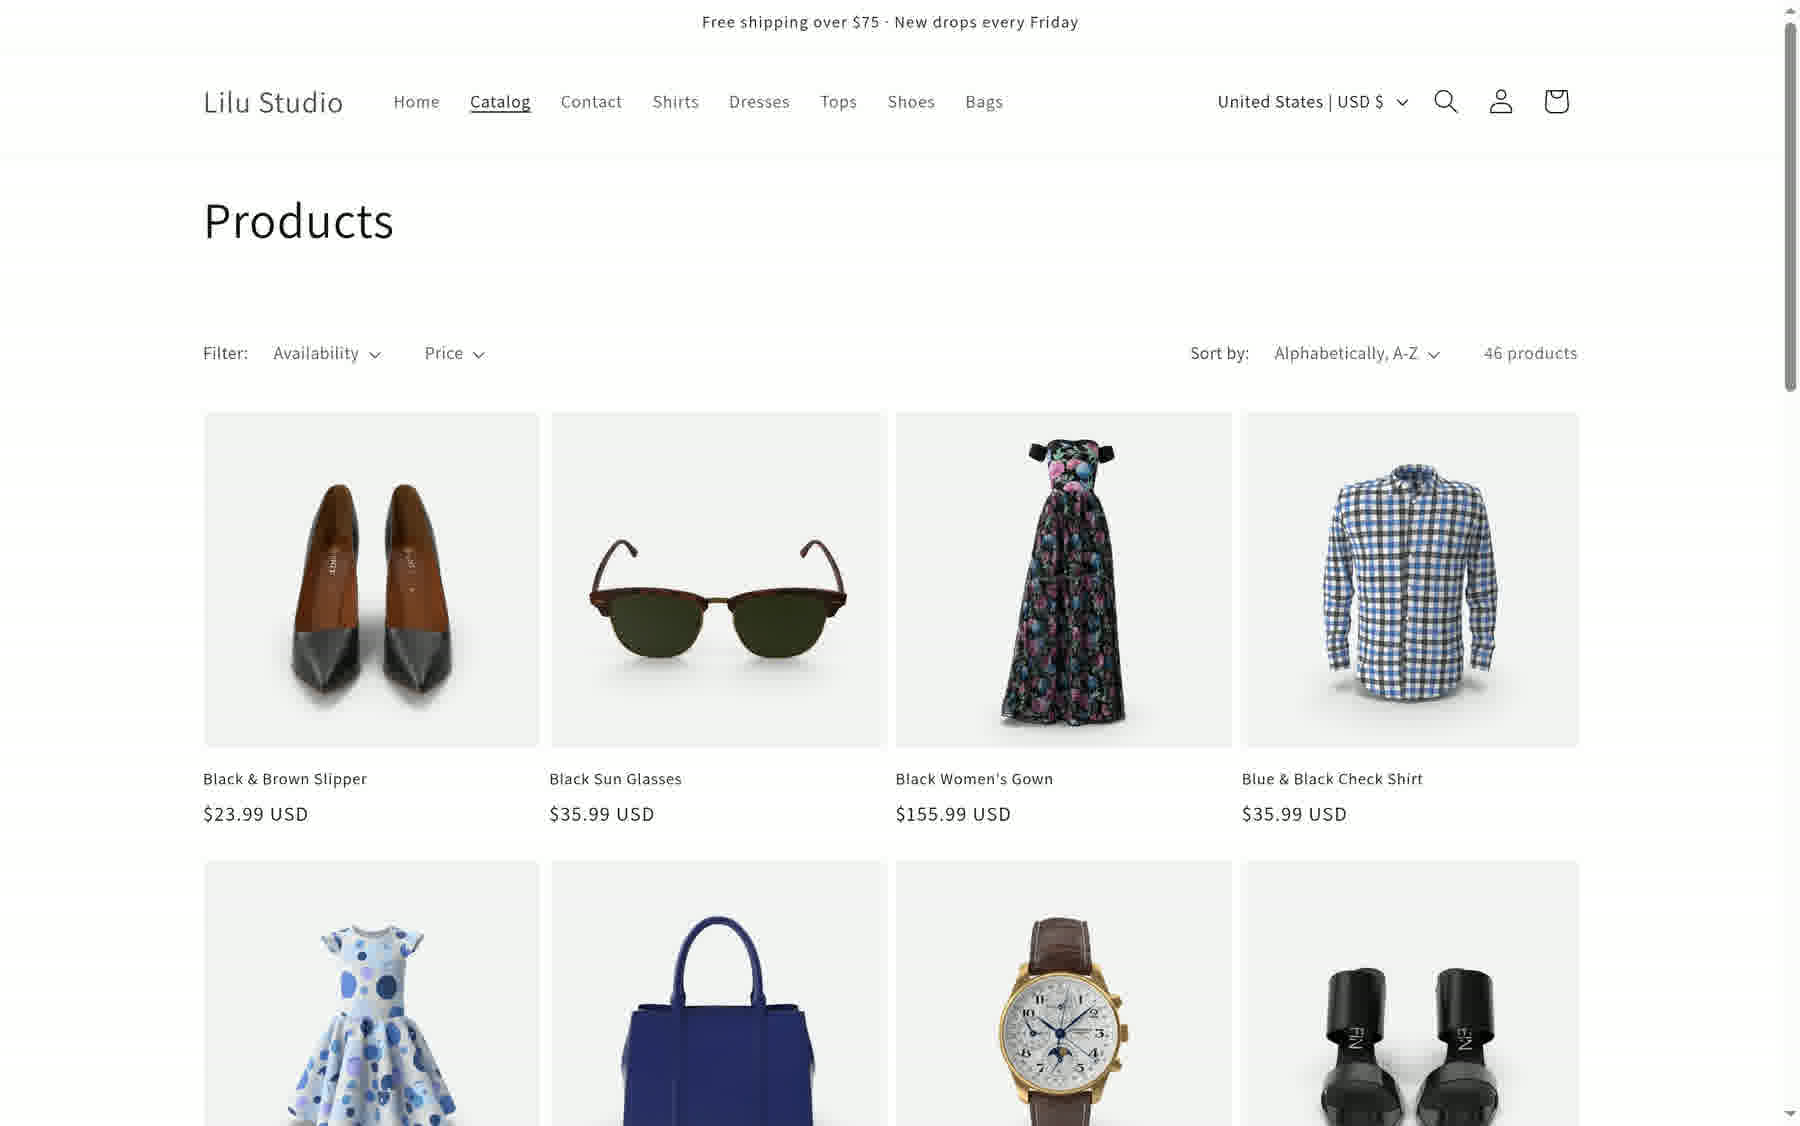 Free shipping over $75 · New drops every Friday
Lilu Studio
Home Catalog Contact Shirts Dresses Tops Shoes Bags
United States | USD $
Products
Filter: Availability Price
Sort by: Alphabetically, A-Z 46 products
Black & Brown Slipper
$23.99 USD
Black Sun Glasses
$35.99 USD
Black Women's Gown
$155.99 USD
Blue & Black Check Shirt
$35.99 USD